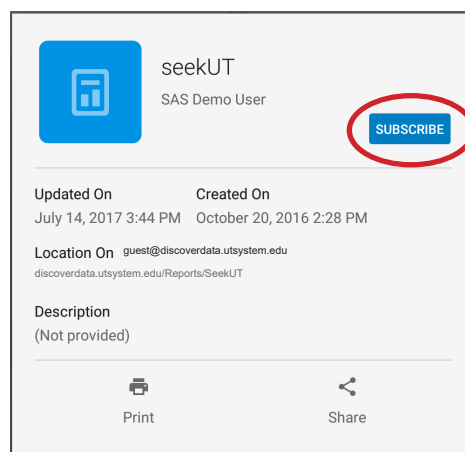 seekUT
SAS Demo User
SUBSCRIBE
Updated On Created On
July 14, 2017 3:44 PM October 20, 2016 2:28 PM
Location On guest@discoverdata.utsystem.edu
discoverdata.utsystem.edu/Reports/SeekUT
Description
(Not provided)
Print Share